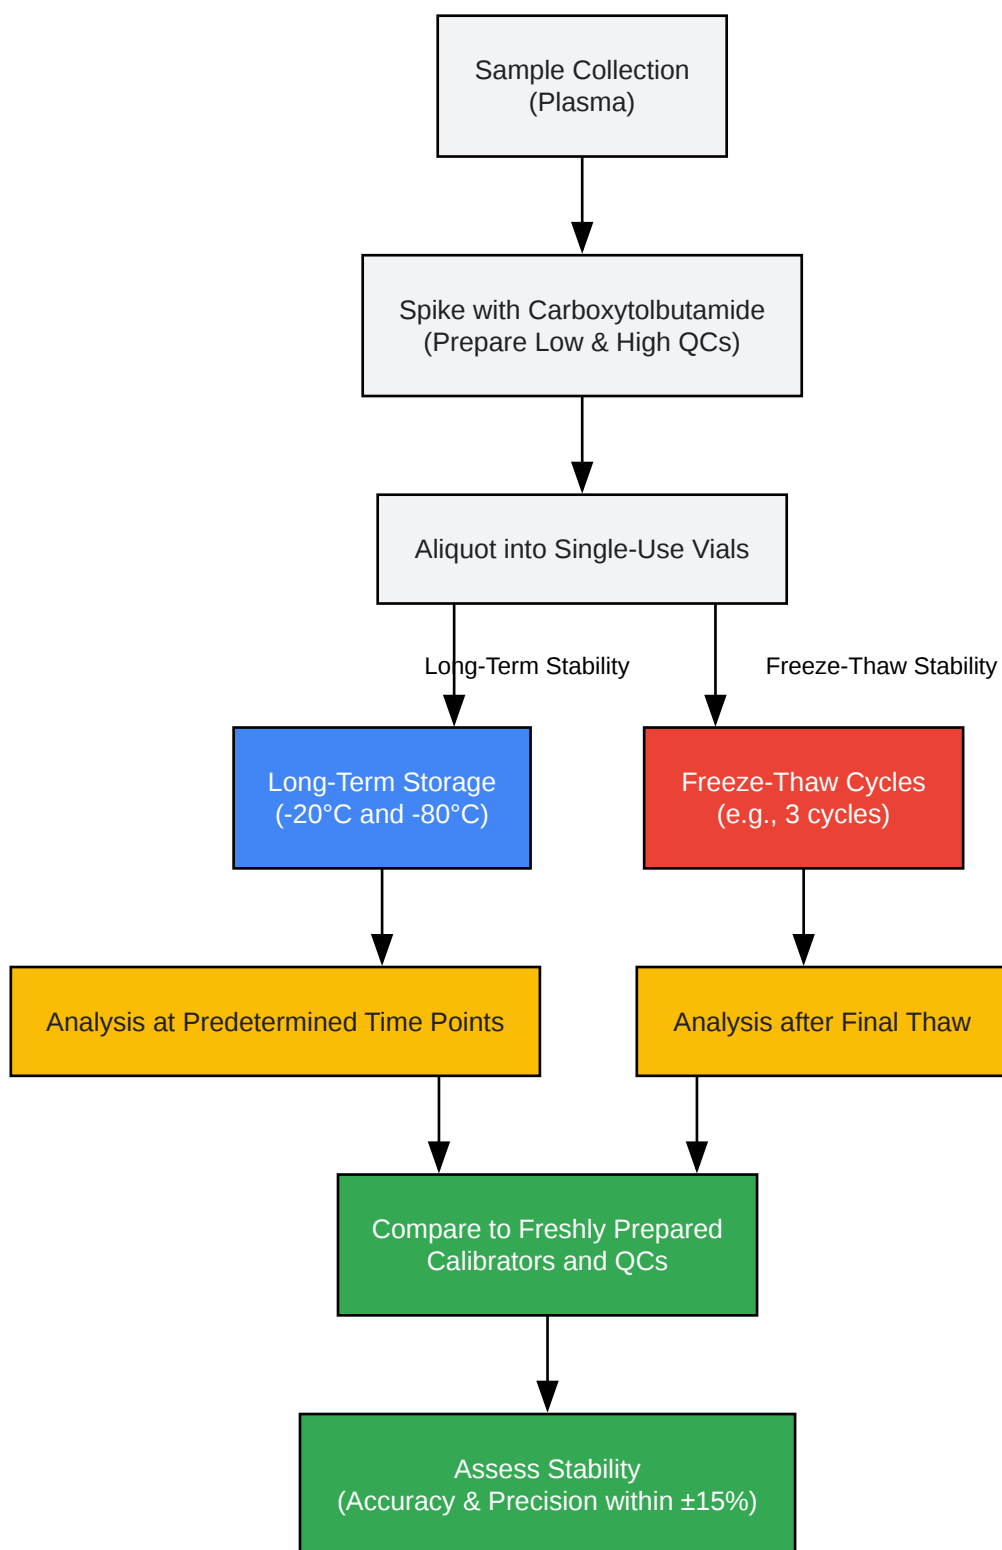 Sample Collection
(Plasma)
Spike with Carboxytolbutamide
(Prepare Low & High QCs)
Aliquot into Single-Use Vials
Long-Term Stability
Freeze-Thaw Stability
Long-Term Storage
(-20°C and -80°C)
Freeze-Thaw Cycles
(e.g., 3 cycles)
Analysis at Predetermined Time Points
Analysis after Final Thaw
Compare to Freshly Prepared
Calibrators and QCs
Assess Stability
(Accuracy & Precision within ±15%)